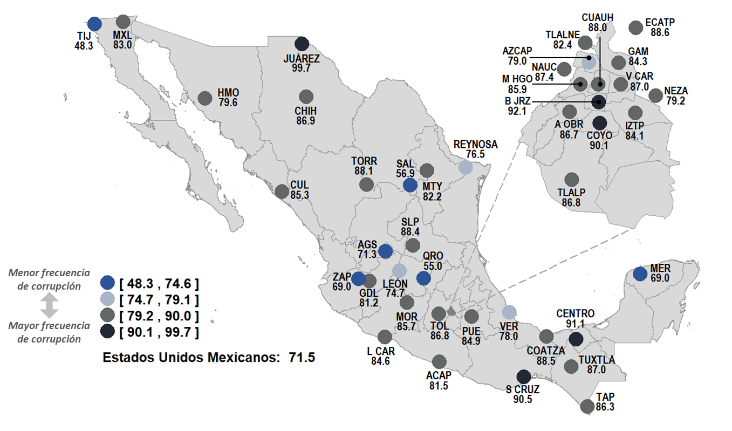 TIJ
48.3
MXL
83.0
JUÁREZ
99.7
HMO
79.6
CHIH
86.9
CUL
85.3
TORR
88.1
SAL
56.9
MTY
82.2
REYNOSA
76.5
SLP
88.4
AGS
71.3
QRO
55.0
ZAP
69.0
GDL
81.2
LEÓN
74.7
MOR
85.7
TOL
86.8
PUE
84.9
VER
78.0
L CAR
84.6
ACAP
81.5
S CRUZ
90.5
COATZA
88.5
CENTRO
91.1
TUXTLA
87.0
TAP
86.3
MER
69.0
CUAUH
88.0
ECATP
88.6
TLALNE
82.4
AZCAP
79.0
GAM
84.3
NAUC
87.4
M HGO
85.9
V CAR
87.0
NEZA
79.2
B JRZ
92.1
A OBR
86.7
COYO
90.1
IZTP
84.1
TLALP
86.8
Menor frecuencia
de corrupción
Mayor frecuencia
de corrupción
[ 48.3 , 74.6 ]
[ 74.7 , 79.1 ]
[ 79.2 , 90.0 ]
[ 90.1 , 99.7 ]
Estados Unidos Mexicanos: 71.5